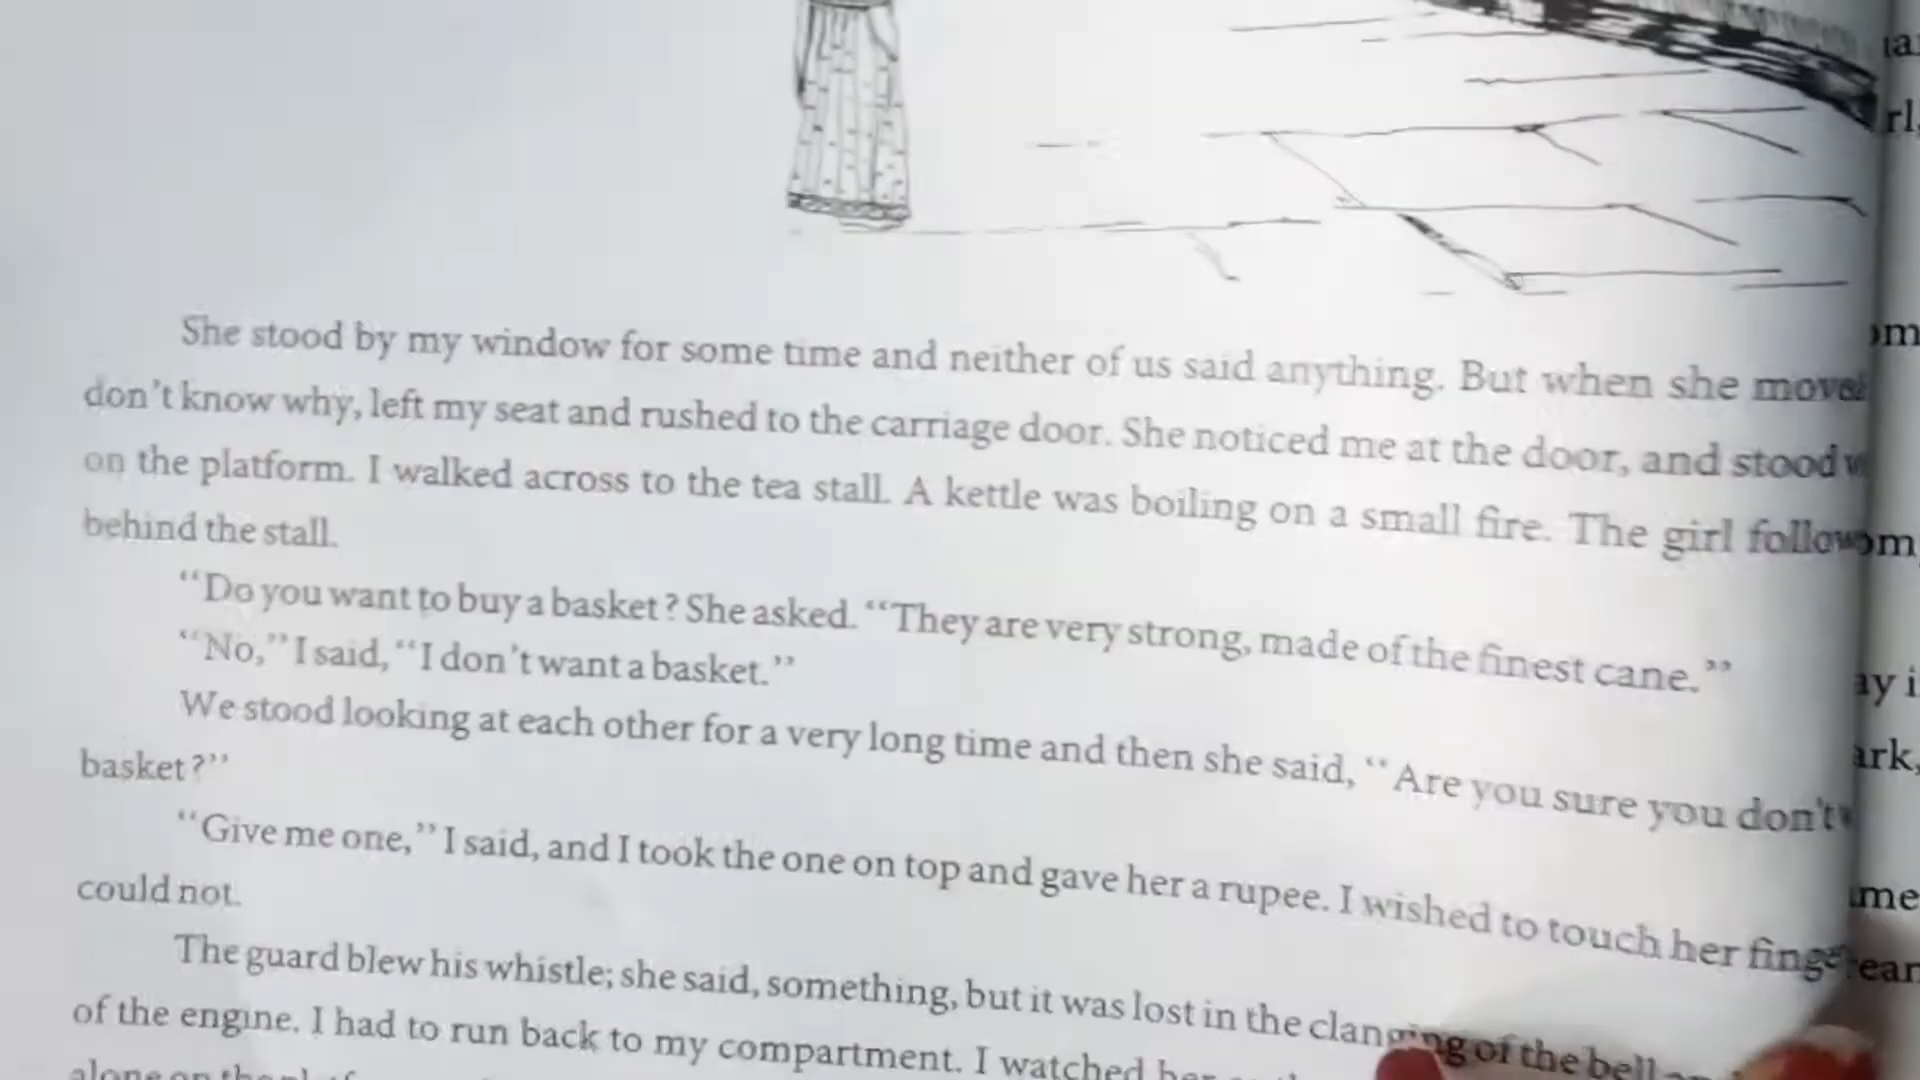 She stood by my window for some time and neither of us said anything. But when she
don't know why, left my seat and rushed to the carriage door. She noticed me at the door, and stood
on the platform. I walked across to the tea stall. A kettle was boiling on a small fire. The girl
behind the stall.
"Do you want to buy a basket? She asked. "They are very strong, made of the finest cane."
"No," I said, "I don't want a basket."
We stood looking at each other for a very long time and then she said, "Are you sure you don't
basket?"
"Give me one," I said, and I took the one on top and gave her a rupee. I wished to touch her
could not.
The guard blew his whistle; she said, something, but it was lost in the clanging of the bell
of the engine. I had to run back to my compartment. I watched
alone on